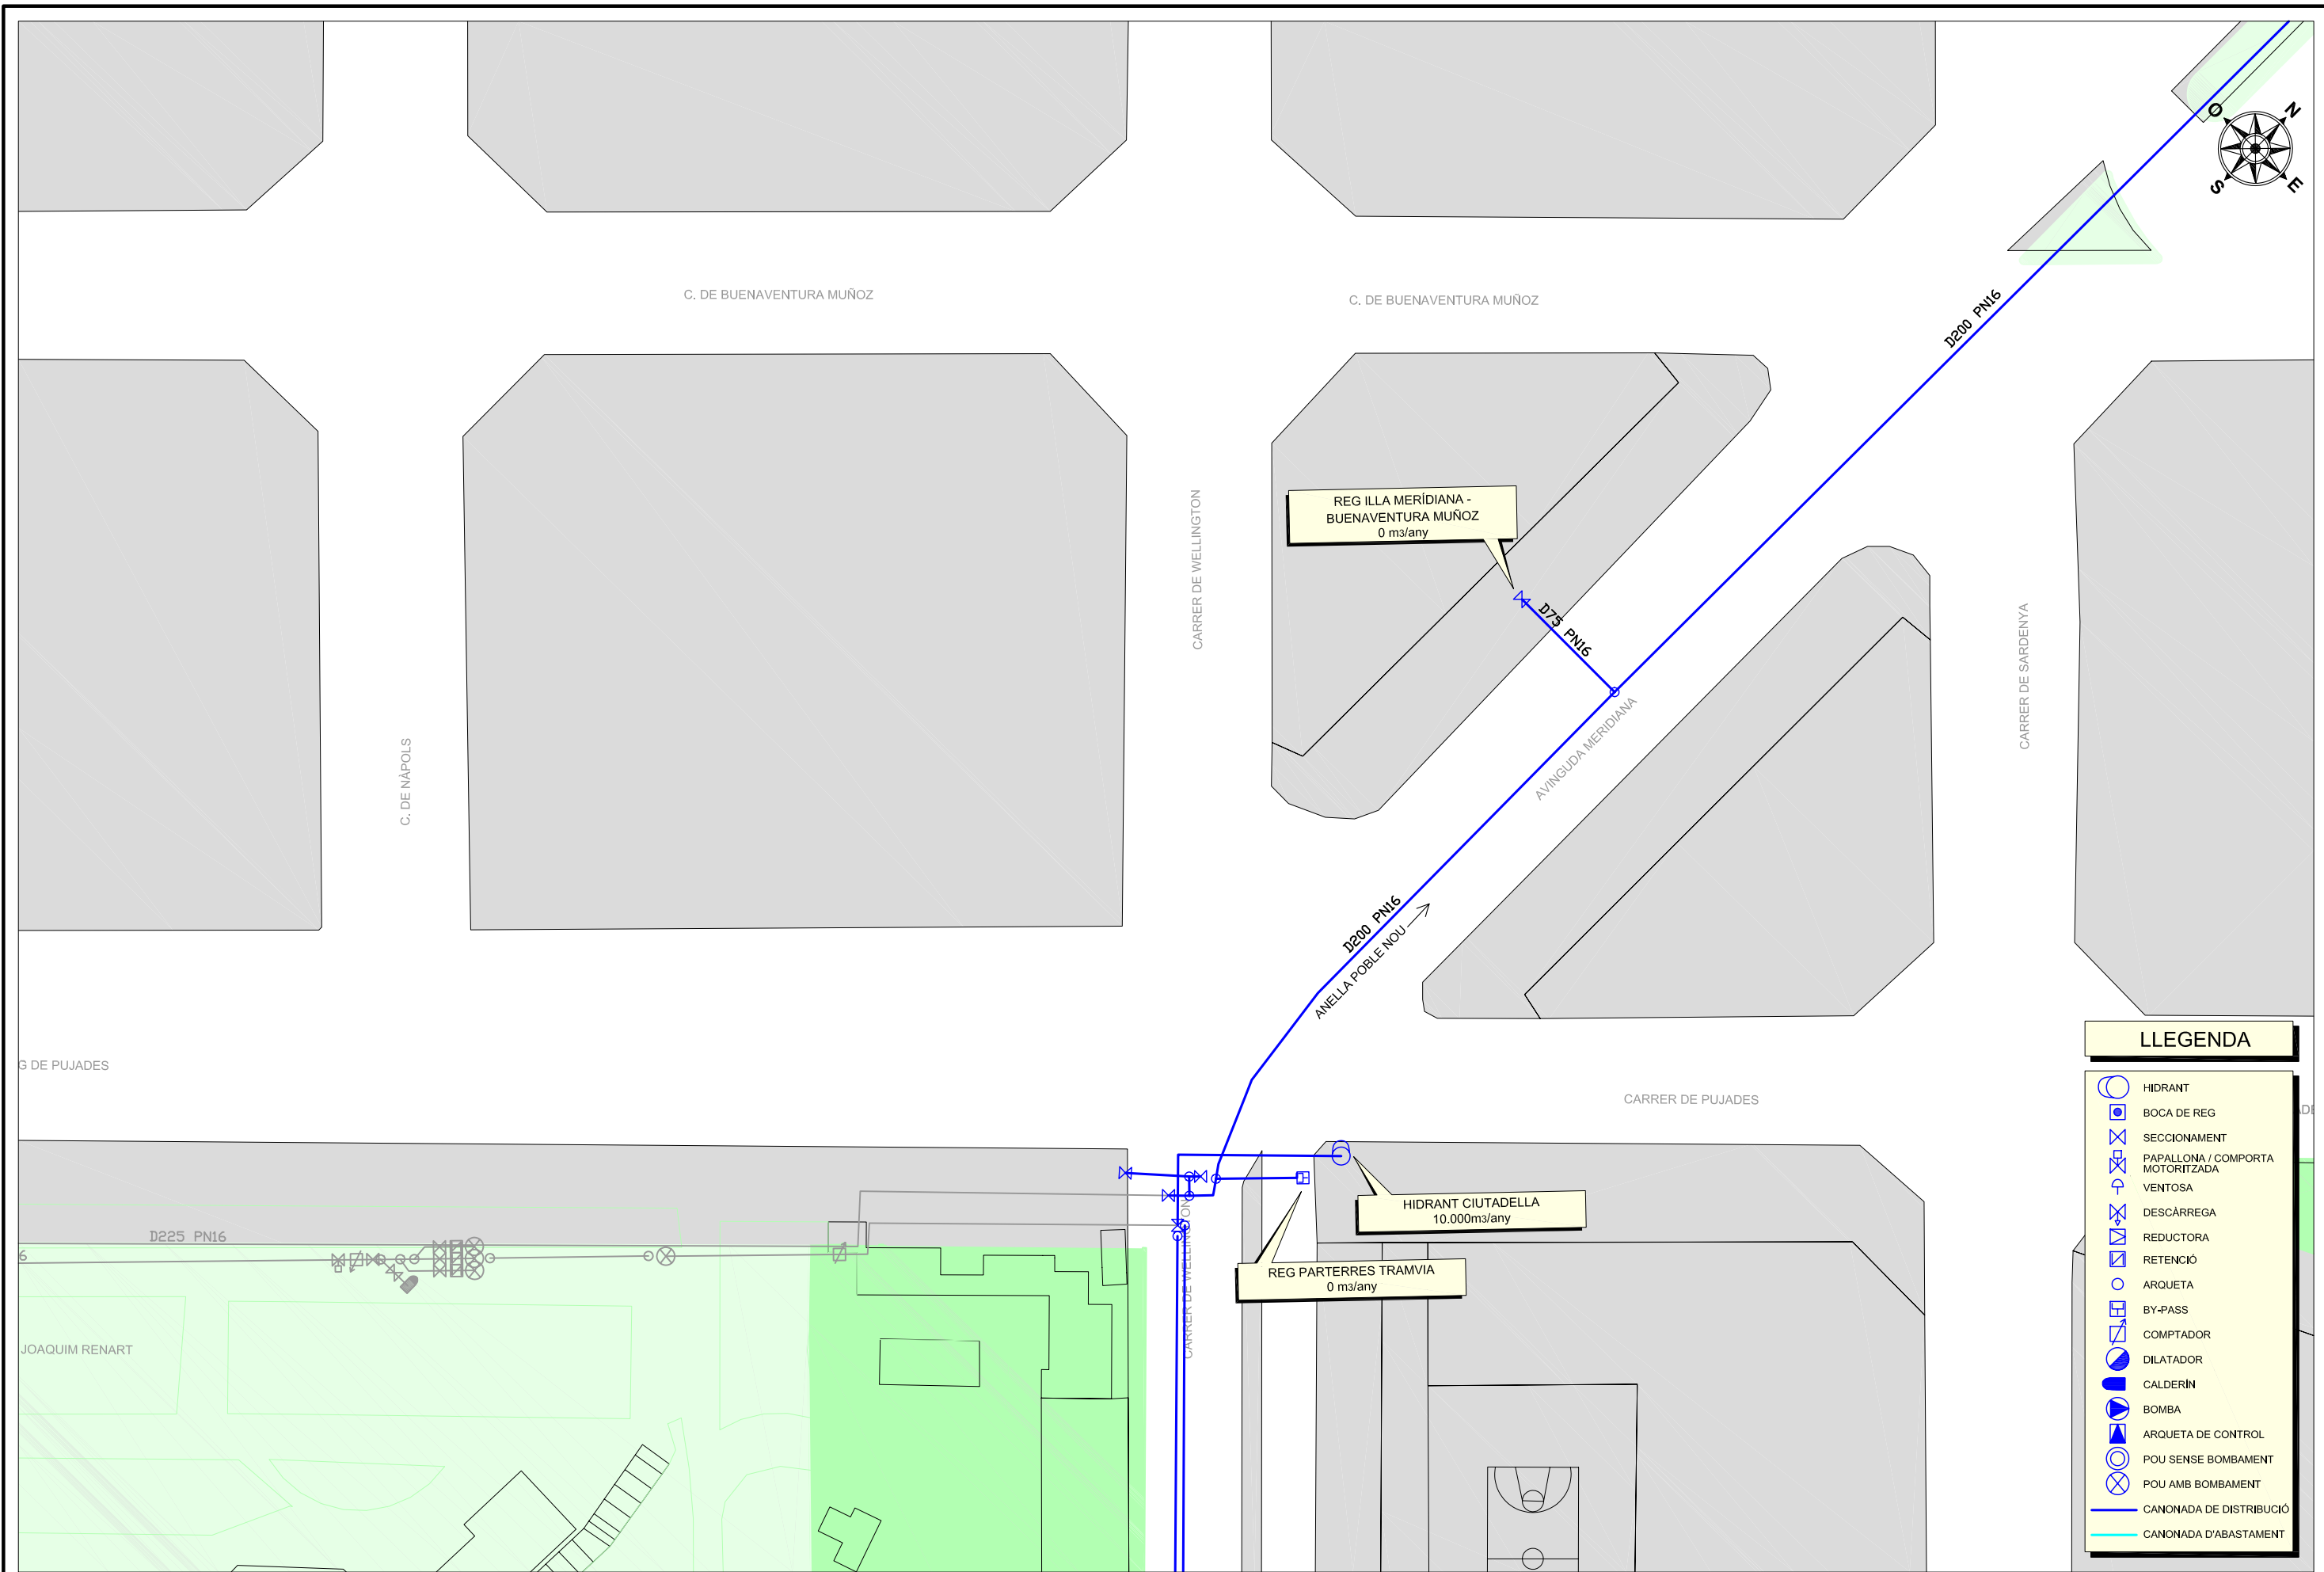 O
N
S
E
C. DE BUENAVENTURA MUÑOZ
C. DE BUENAVENTURA MUÑOZ
D200 PN16
REG ILLA MERÍDIANA -
BUENAVENTURA MUÑOZ
0 m3/any
CARRER DE WELLINGTON
D75 PN16
CARRER DE SARDENYA
AVINGUDA MERIDIANA
C. DE NÀPOLS
D200 PN16
ANELLA POBLE NOU
G DE PUJADES
CARRER DE PUJADES
HIDRANT CIUTADELLA
10.000m3/any
REG PARTERRES TRAMVIA
0 m3/any
CARRER DE WELLINGTON
D225 PN16
6
JOAQUIM RENART
LLEGENDA
HIDRANT
BOCA DE REG
SECCIONAMENT
PAPALLONA / COMPORTA
MOTORITZADA
VENTOSA
DESCÀRREGA
REDUCTORA
RETENCIÓ
ARQUETA
BY-PASS
COMPTADOR
DILATADOR
CALDERÍN
BOMBA
ARQUETA DE CONTROL
POU SENSE BOMBAMENT
POU AMB BOMBAMENT
CANONADA DE DISTRIBUCIÓ
CANONADA D'ABASTAMENT